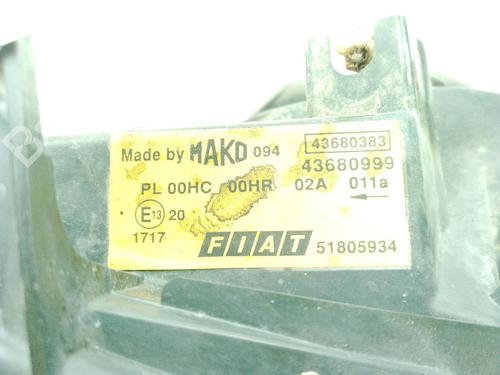 Made by MAKO 094 43680383
43680999
PL 00HC 00HR 02A 011a
E13 20
1717 FIAT 51805934